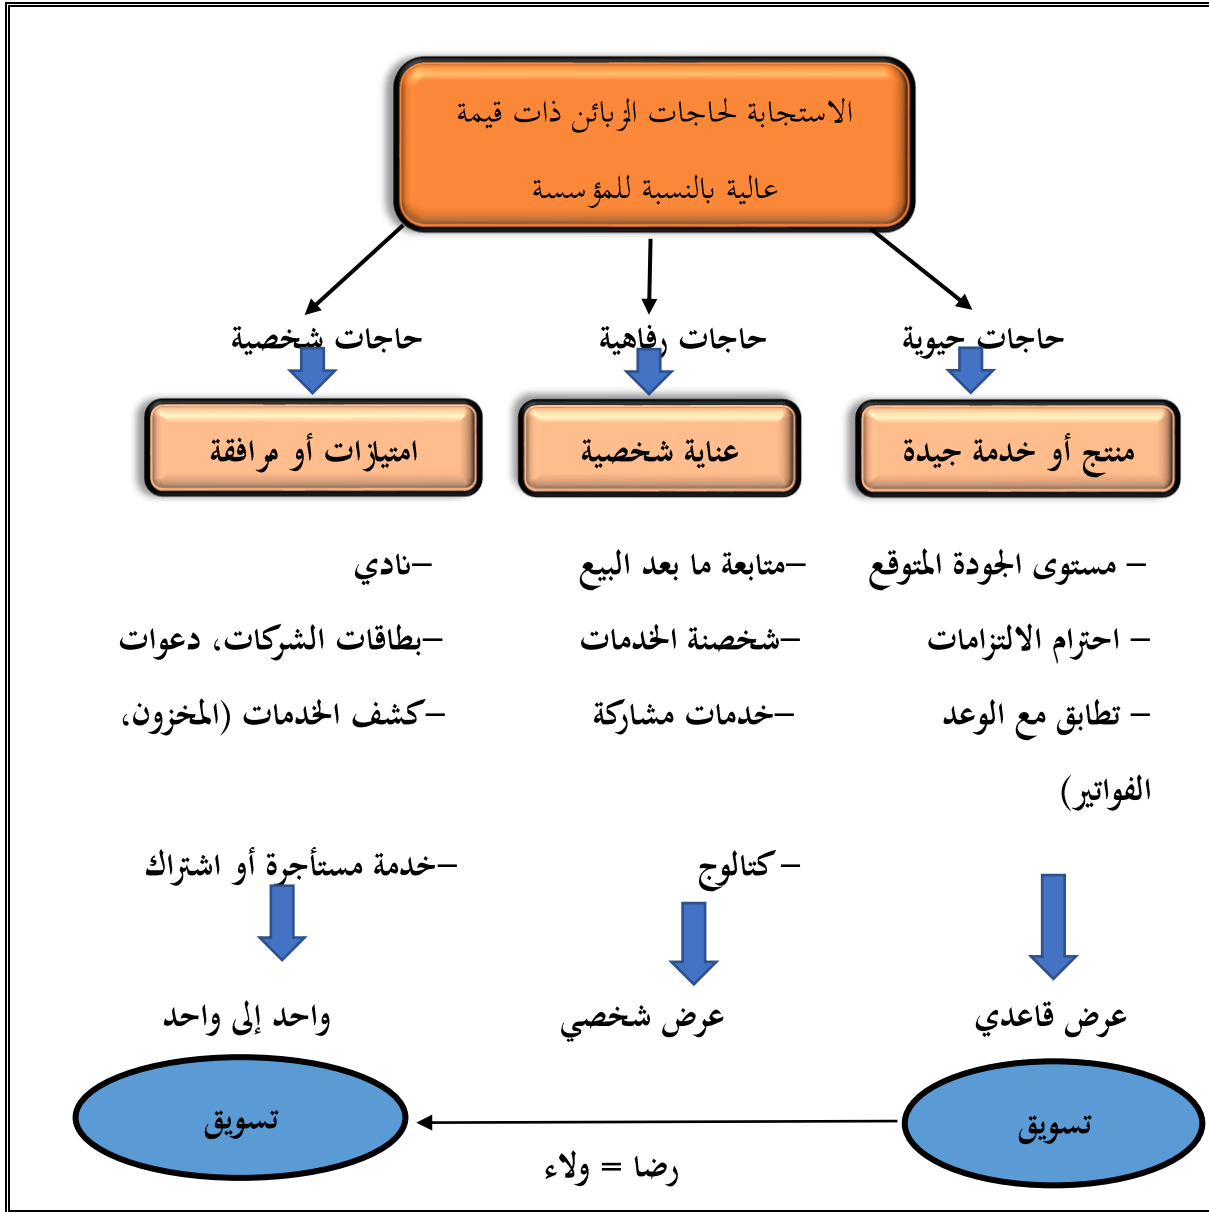 الاستجابة لحاجات الزبائن ذات قيمة
عالية بالنسبة للمؤسسة
حاجات حيوية
حاجات رفاهية
حاجات شخصية
منتج أو خدمة جيدة
عناية شخصية
امتيازات أو مرافقة
– مستوى الجودة المتوقع
–متابعة ما بعد البيع
–نادي
– احترام الالتزامات
–شخصنة الخدمات
–بطاقات الشركات، دعوات
– تطابق مع الوعد
–خدمات مشاركة
–كشف الخدمات (المخزون،
الفواتير)
– كتالوج
–خدمة مستأجرة أو اشتراك
عرض قاعدي
عرض شخصي
واحد إلى واحد
تسويق
تسويق
رضا = ولاء